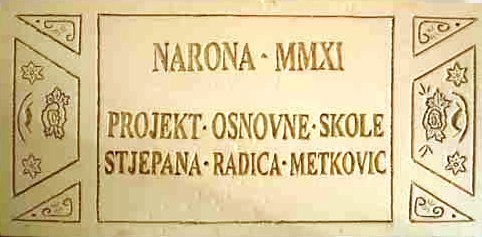 NARONA · MMXI
PROJEKT · OSNOVNE · SKOLE
STJEPANA · RADICA · METKOVIC